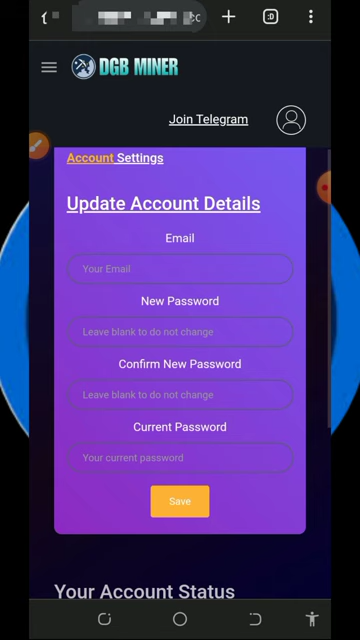 :D
DGB MINER
Join Telegram
Account Settings
Update Account Details
Email
Your Email
New Password
Leave blank to do not change
Confirm New Password
Leave blank to do not change
Current Password
Your current password
Save
Your Account Status